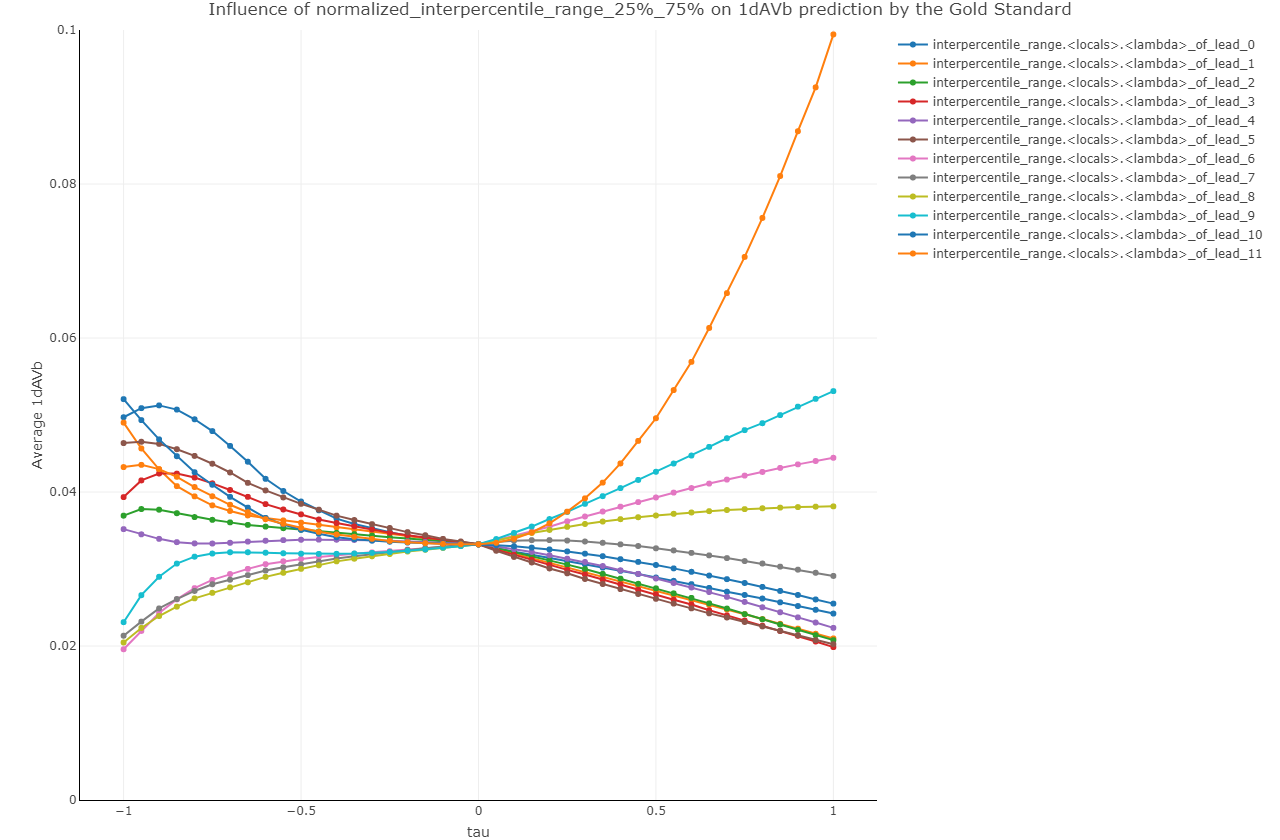 Influence of normalized_interpercentile_range_25%_75% on 1dAVb prediction by the Gold Standard
0.1
0.08
0.06
0.04
0.02
0
Average 1dAVb
−1
−0.5
0
0.5
1
tau
interpercentile_range.<locals>.<lambda>_of_lead_0
interpercentile_range.<locals>.<lambda>_of_lead_1
interpercentile_range.<locals>.<lambda>_of_lead_2
interpercentile_range.<locals>.<lambda>_of_lead_3
interpercentile_range.<locals>.<lambda>_of_lead_4
interpercentile_range.<locals>.<lambda>_of_lead_5
interpercentile_range.<locals>.<lambda>_of_lead_6
interpercentile_range.<locals>.<lambda>_of_lead_7
interpercentile_range.<locals>.<lambda>_of_lead_8
interpercentile_range.<locals>.<lambda>_of_lead_9
interpercentile_range.<locals>.<lambda>_of_lead_10
interpercentile_range.<locals>.<lambda>_of_lead_11